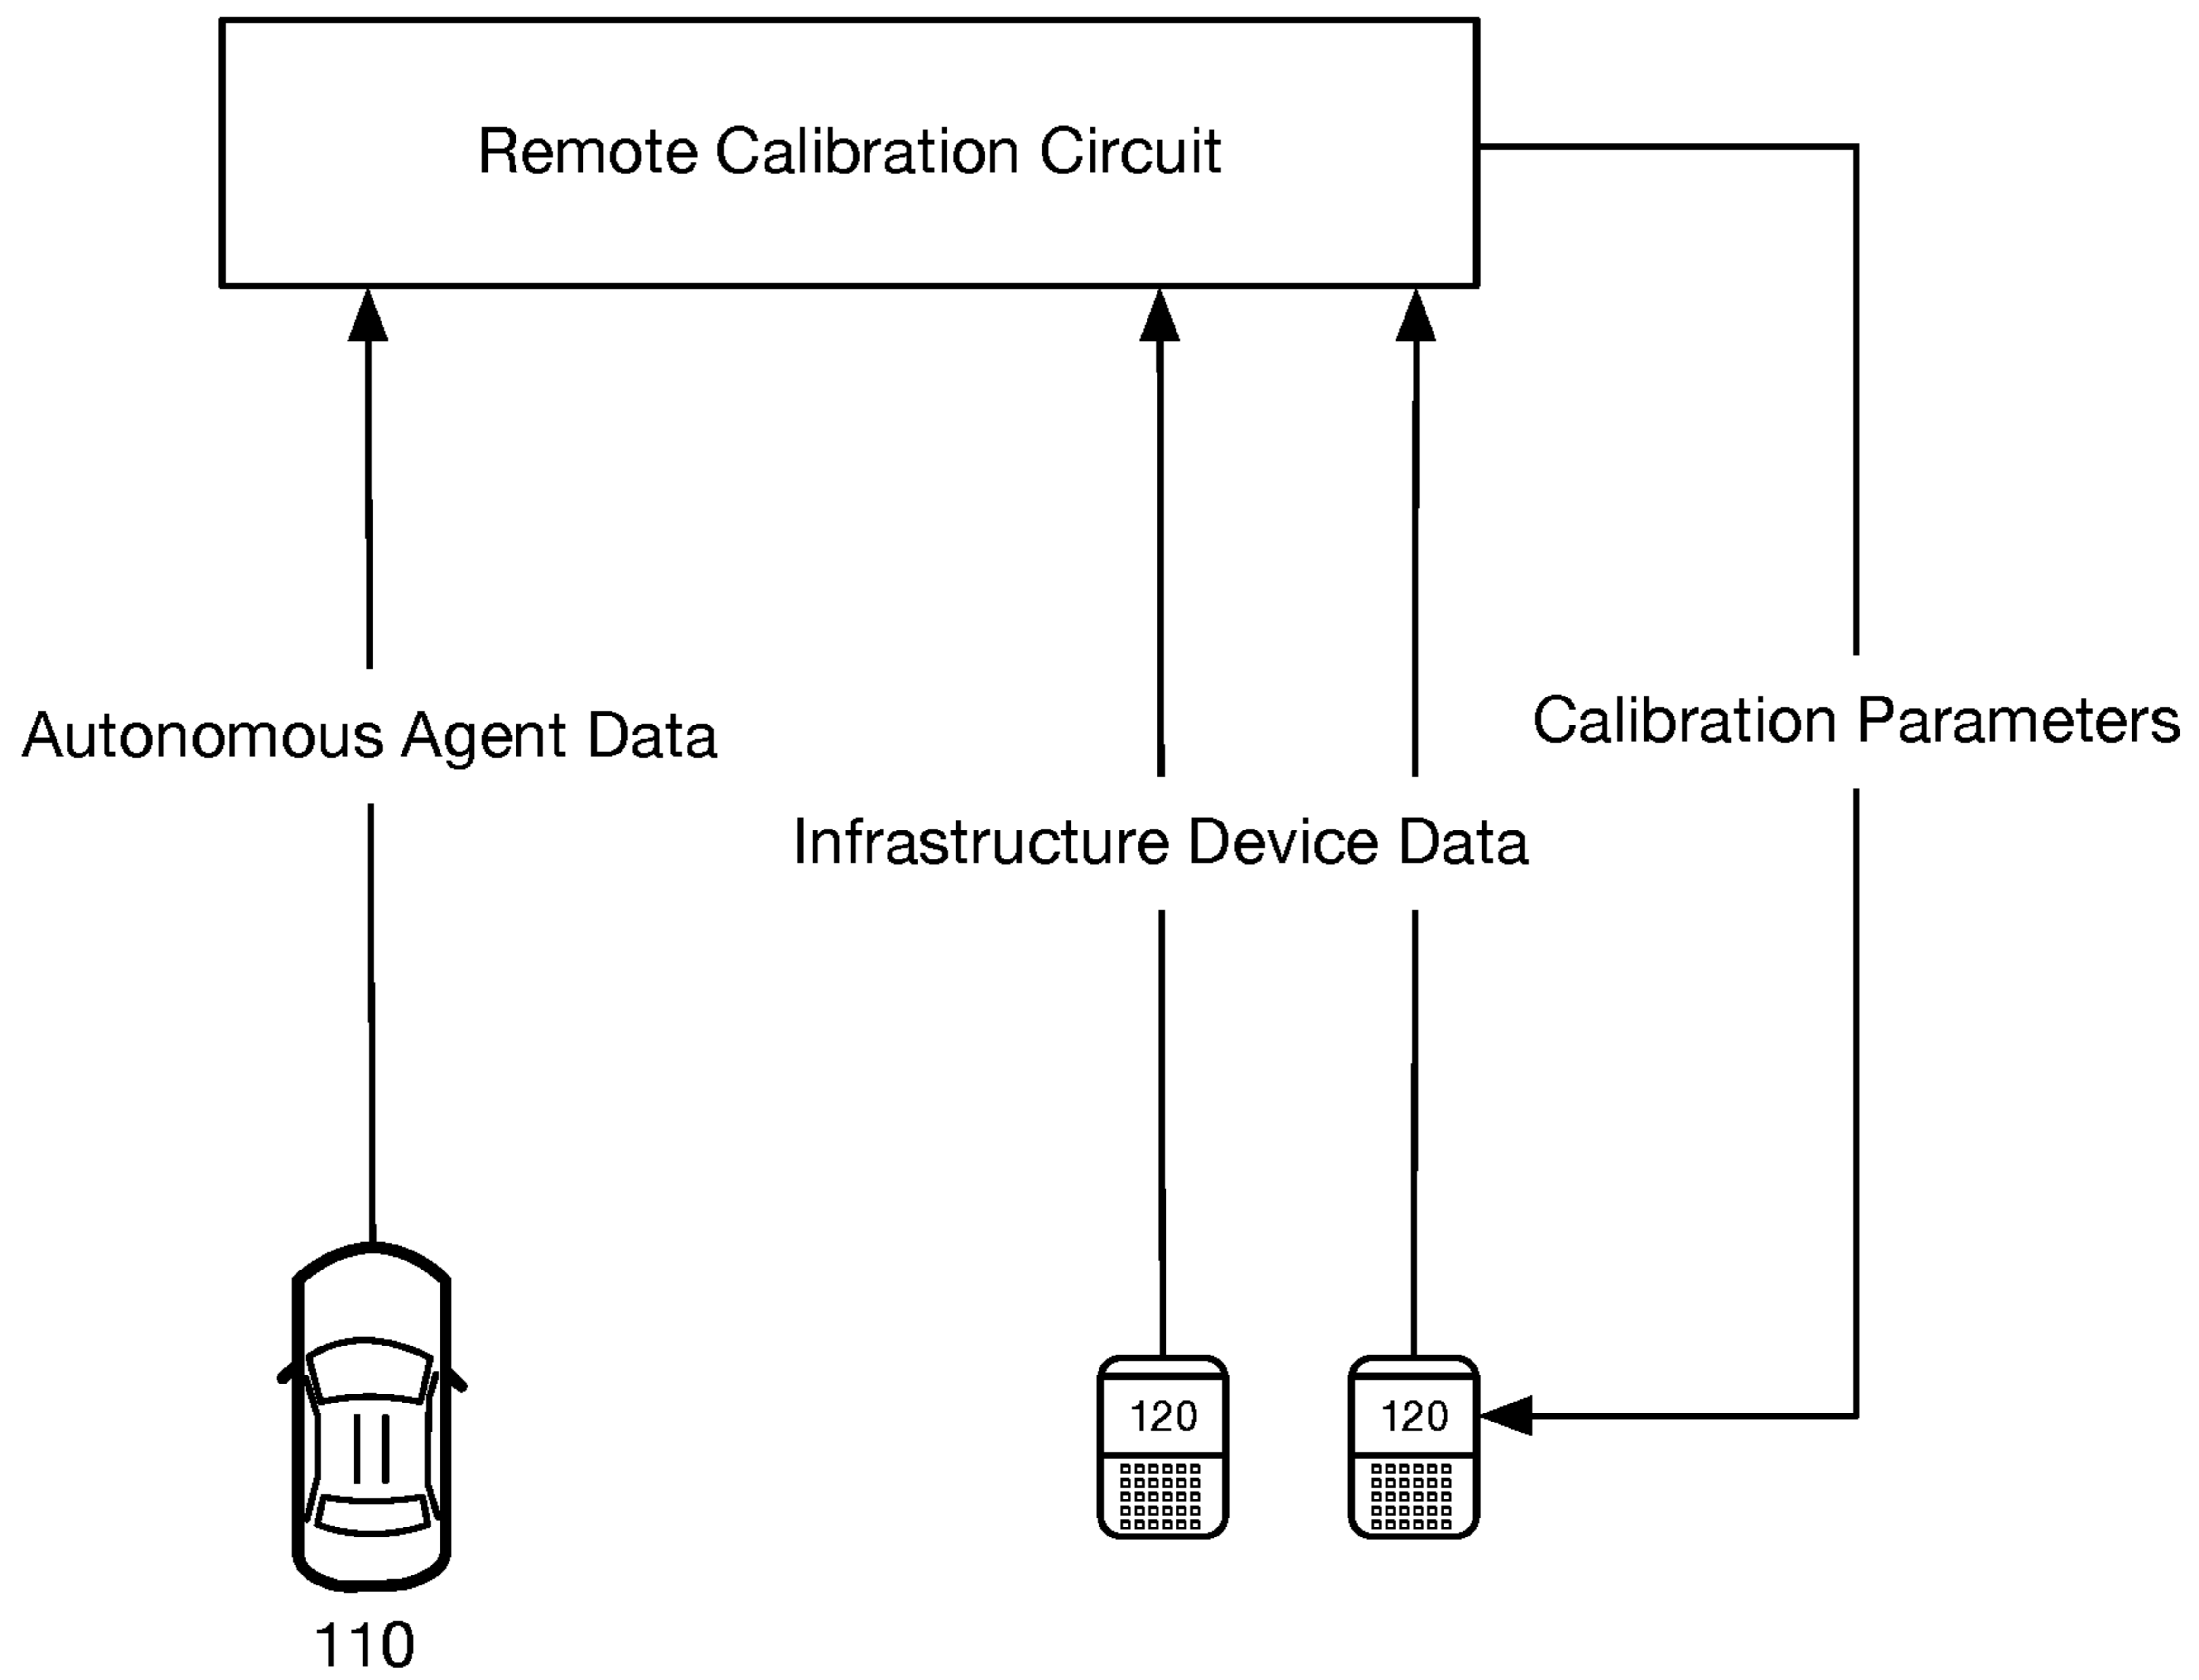 Remote Calibration Circuit
Autonomous Agent Data
Calibration Parameters
Infrastructure Device Data
120
120
110